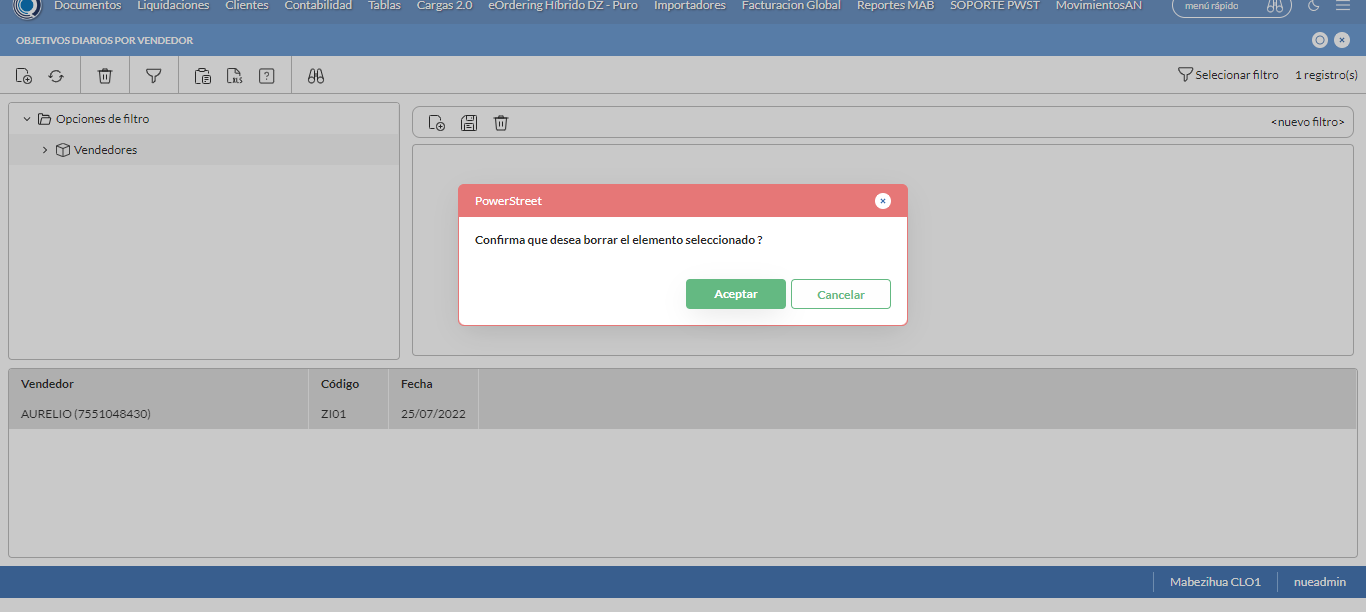 Documentos Liquidaciones Clientes Contabilidad Tablas Cargas 2.0 eOrdering Híbrido DZ - Puro Importadores Facturacion Global Reportes MAB SOPORTE PWST MovimientosAN menú rápido
OBJETIVOS DIARIOS POR VENDEDOR
XLS ? Selecionar filtro 1 registro(s)
Opciones de filtro
<nuevo filtro>
Vendedores
PowerStreet
Confirma que desea borrar el elemento seleccionado ?
Aceptar Cancelar
Vendedor Código Fecha
AURELIO (7551048430) ZI01 25/07/2022
Mabezihua CLO1 nueadmin